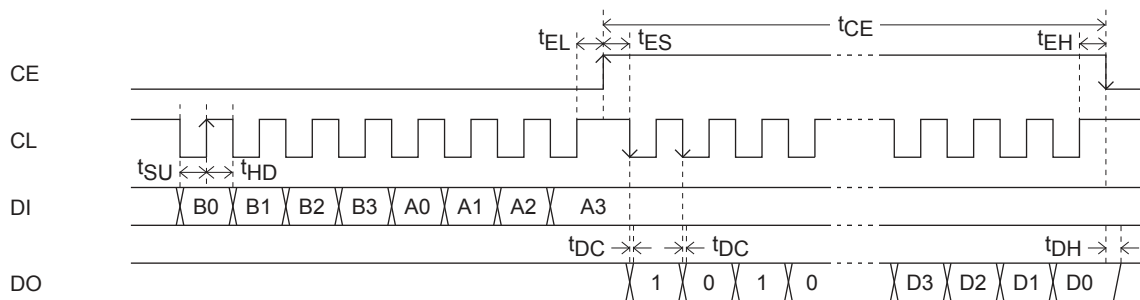 tCE
tEL tES tEH
CE
CL
tSU tHD
DI B0 B1 B2 B3 A0 A1 A2 A3
tDC tDC tDH
DO 1 0 1 0 D3 D2 D1 D0